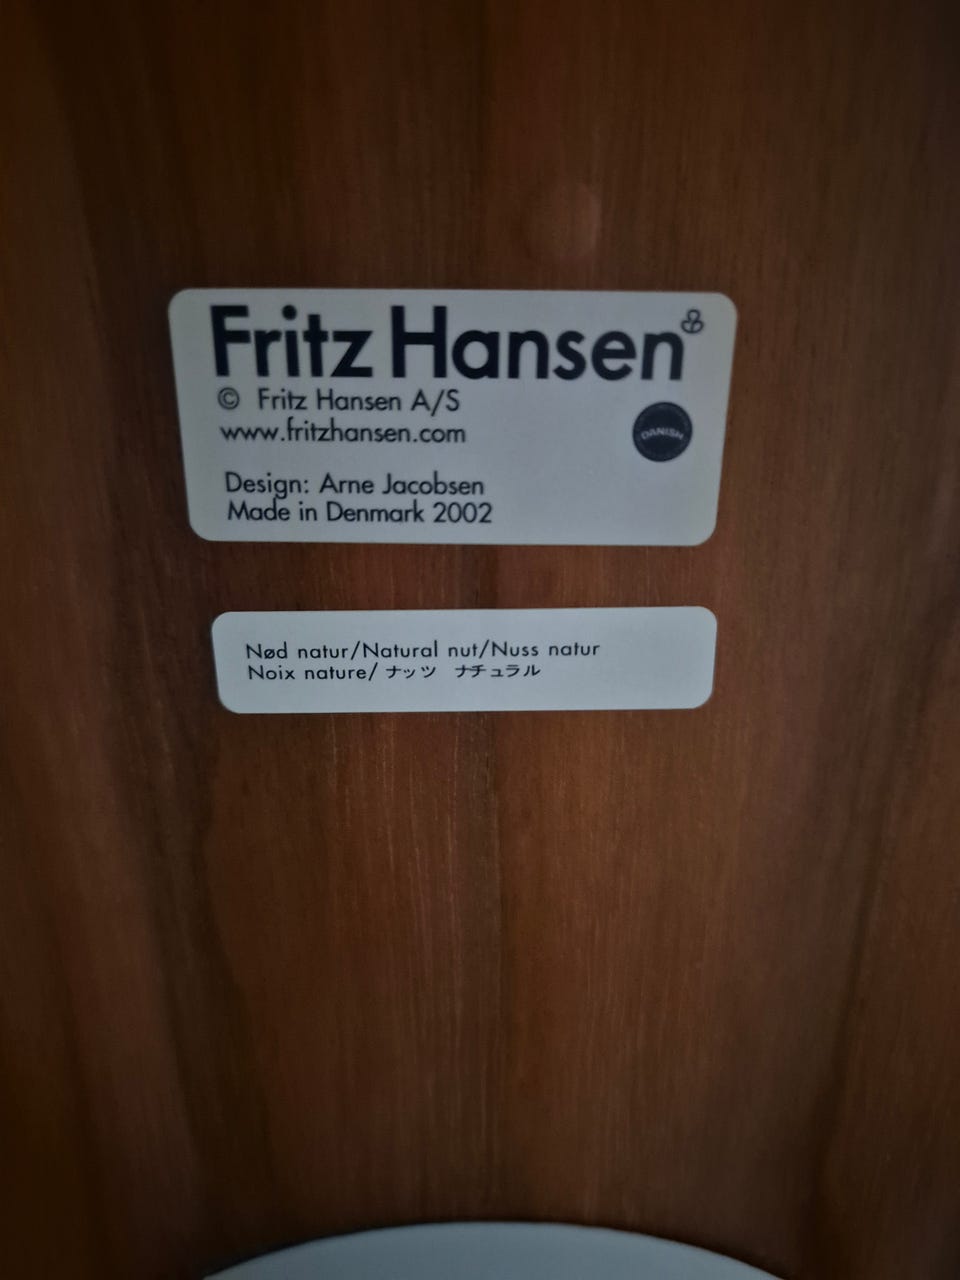 Fritz Hansen
© Fritz Hansen A/S
www.fritzhansen.com
DANISH
Design: Arne Jacobsen
Made in Denmark 2002
Nød natur/Natural nut/Nuss natur
Noix nature/ナッツ　ナチュラル